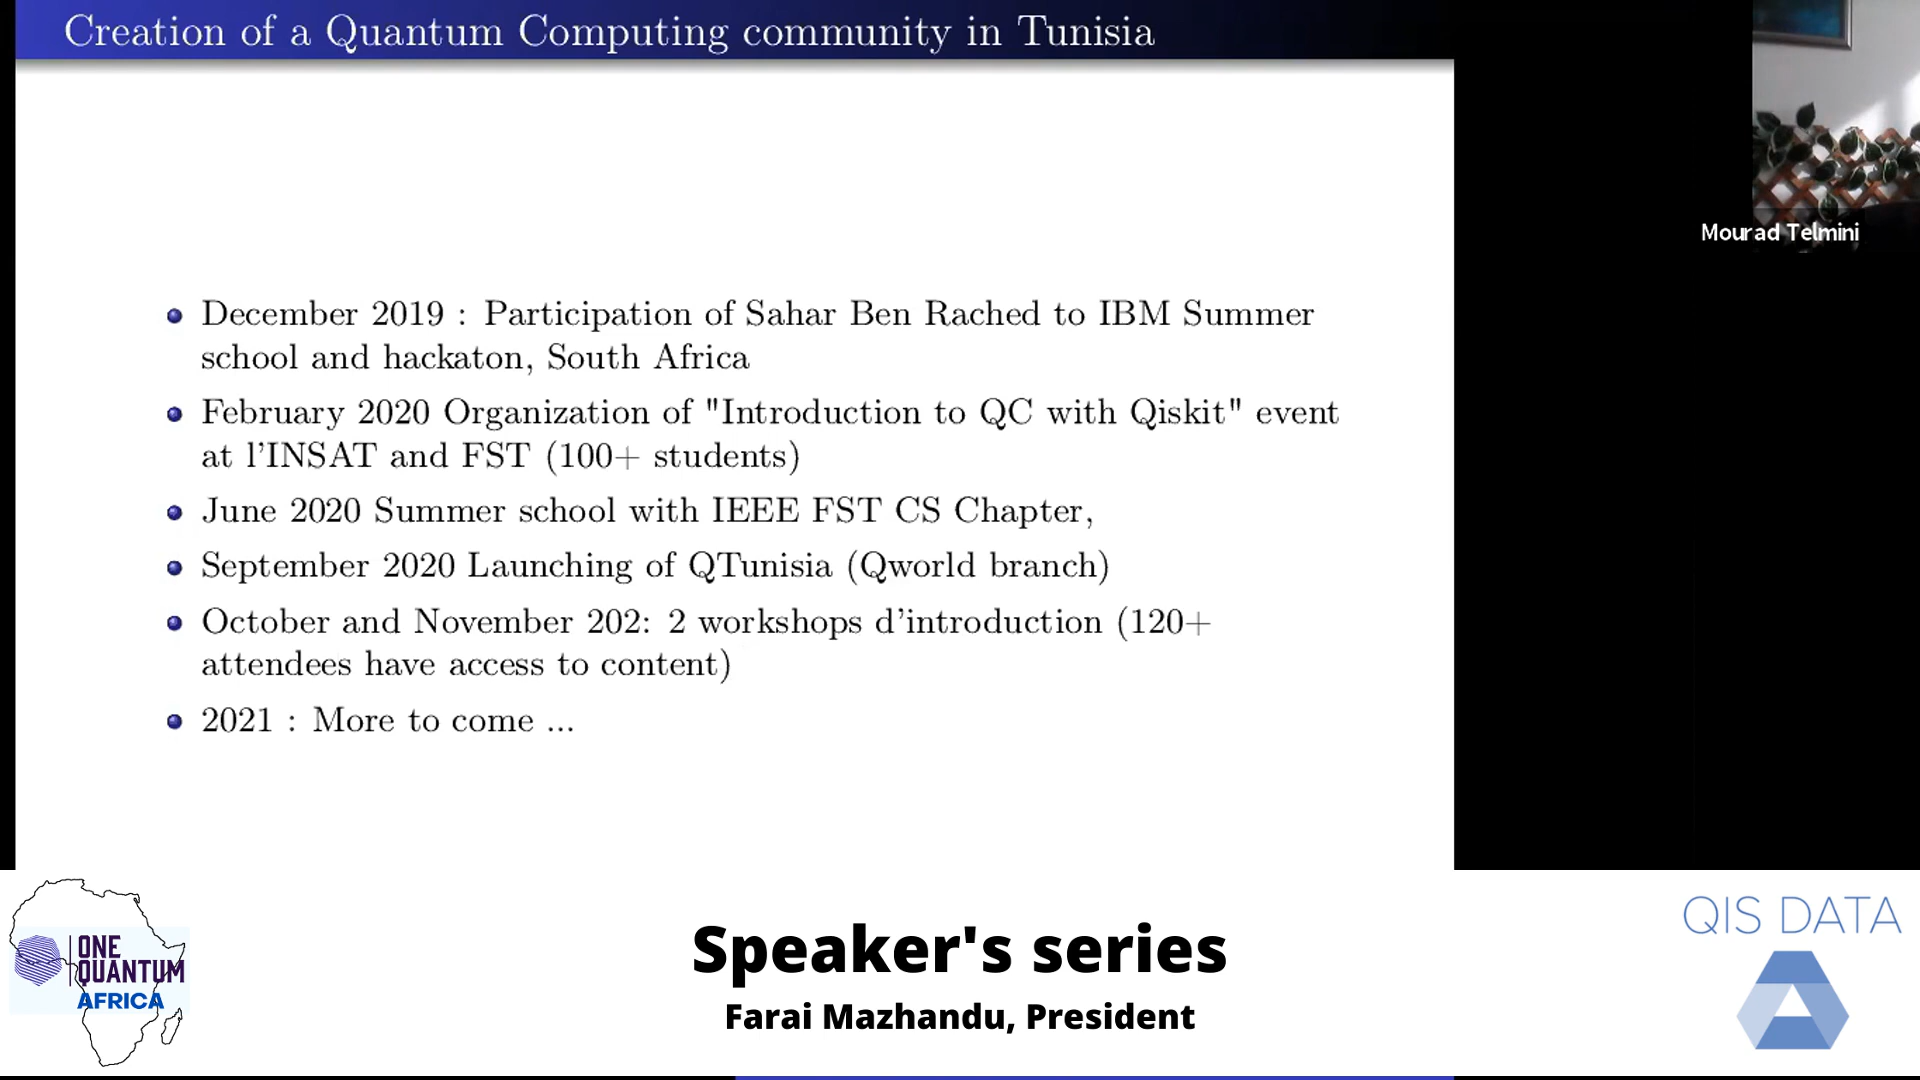 Creation of a Quantum Computing community in Tunisia
Mourad Telmini
December 2019 : Participation of Sahar Ben Rached to IBM Summer
school and hackaton, South Africa
February 2020 Organization of "Introduction to QC with Qiskit" event
at l'INSAT and FST (100+ students)
June 2020 Summer school with IEEE FST CS Chapter,
September 2020 Launching of QTunisia (Qworld branch)
October and November 202: 2 workshops d'introduction (120+
attendees have access to content)
2021 : More to come ...
ONE
QUANTUM
AFRICA
Speaker's series
Farai Mazhandu, President
QIS DATA